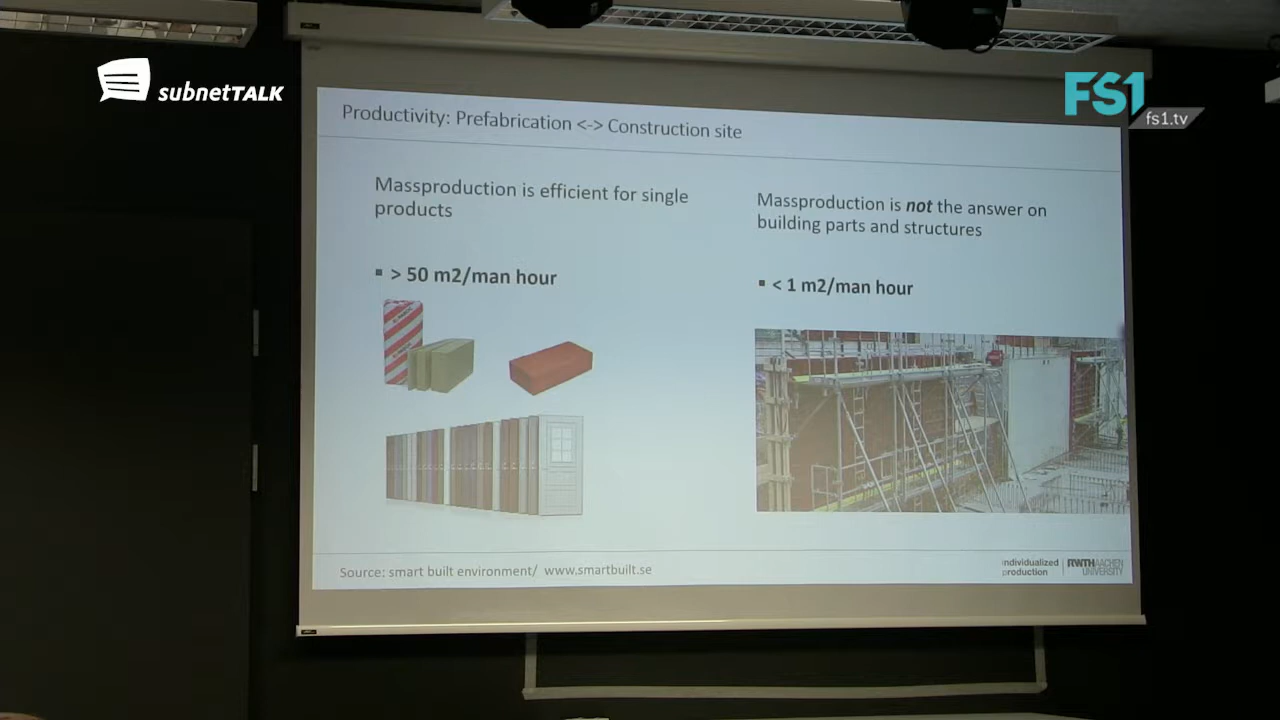 subnetTALK
FS1
fs1.tv
Productivity: Prefabrication <-> Construction site
Massproduction is efficient for single
products
> 50 m2/man hour
Massproduction is not the answer on
building parts and structures
< 1 m2/man hour
Source: smart built environment/ www.smartbuilt.se
individualized
production
RWTHAACHEN
UNIVERSITY